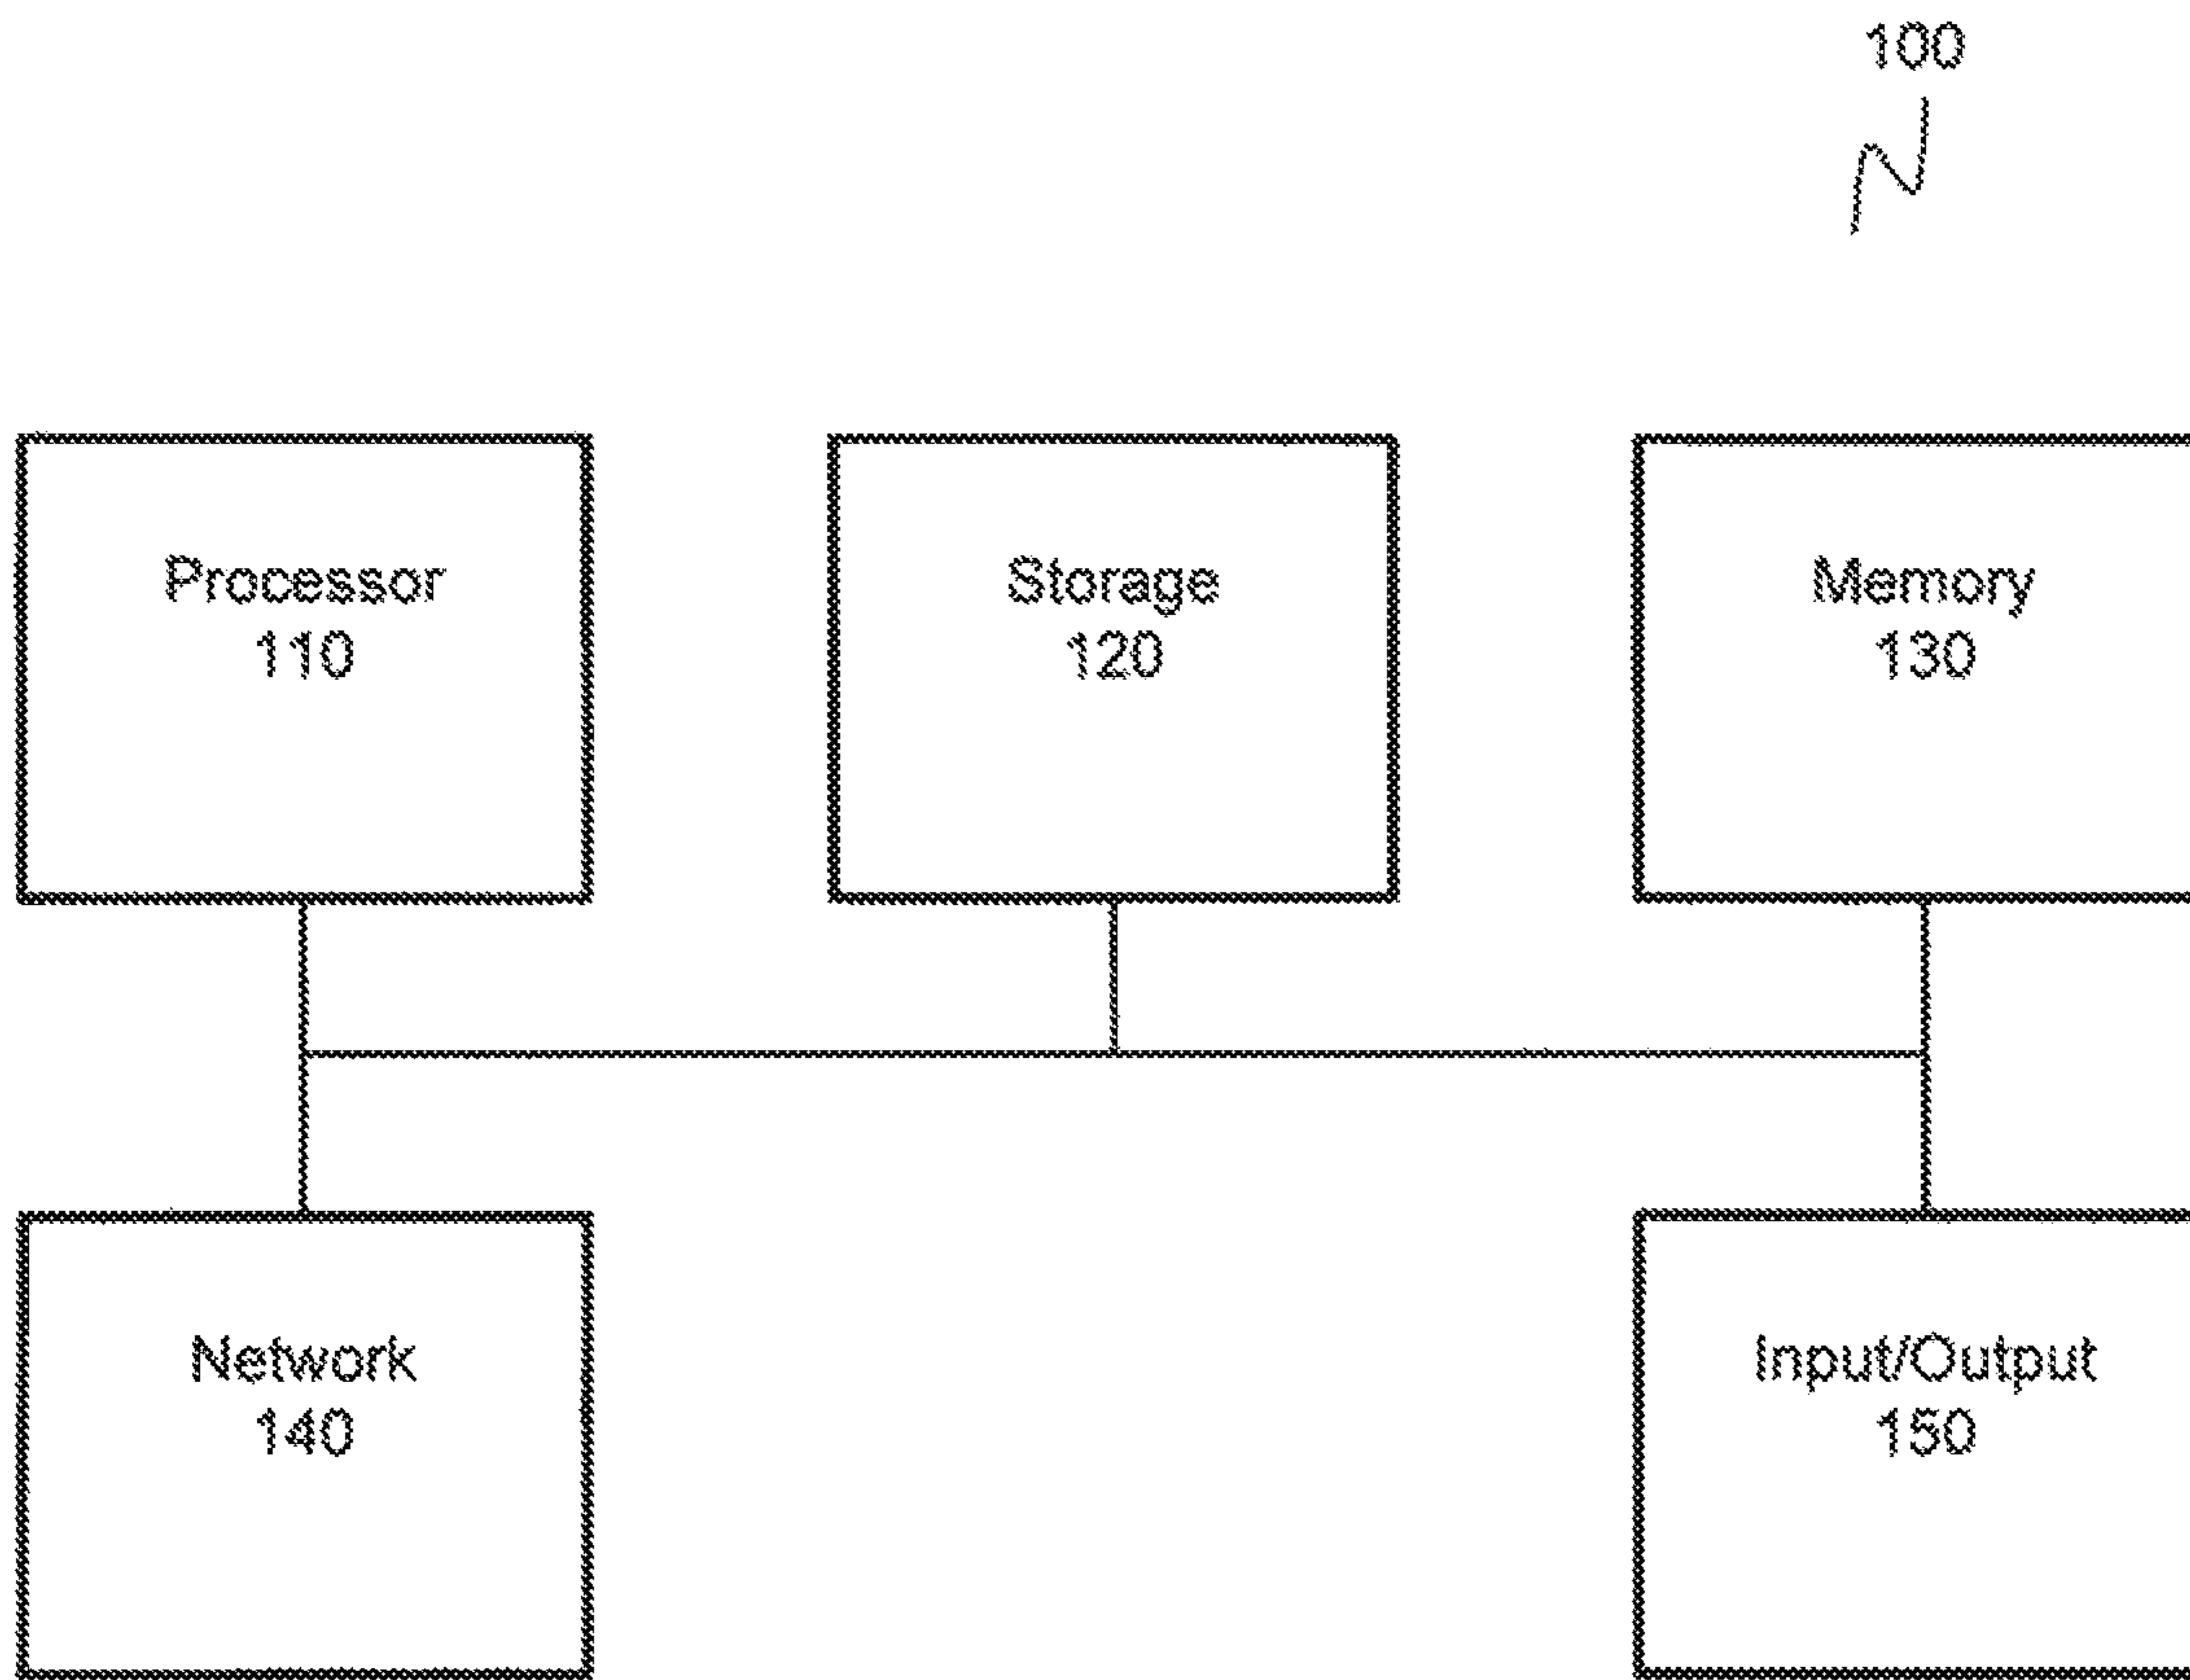 100
Processor
110
Storage
120
Memory
130
Network
140
Input/Output
150